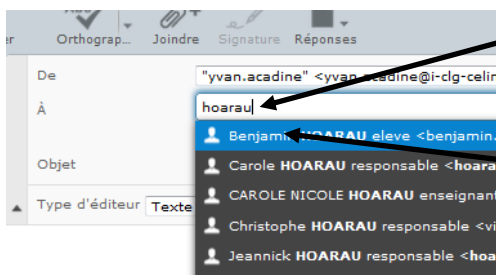 Orthograp... Joindre Signature Réponses
De "yvan.acadine" <yvan.acadine@i-clg-celin
À hoarau
Benjamin HOARAU eleve <benjamin.
Objet Carole HOARAU responsable <hoara
CAROLE NICOLE HOARAU enseignant
Type d'éditeur Texte
Christophe HOARAU responsable <vi
Jeannick HOARAU responsable <hoa